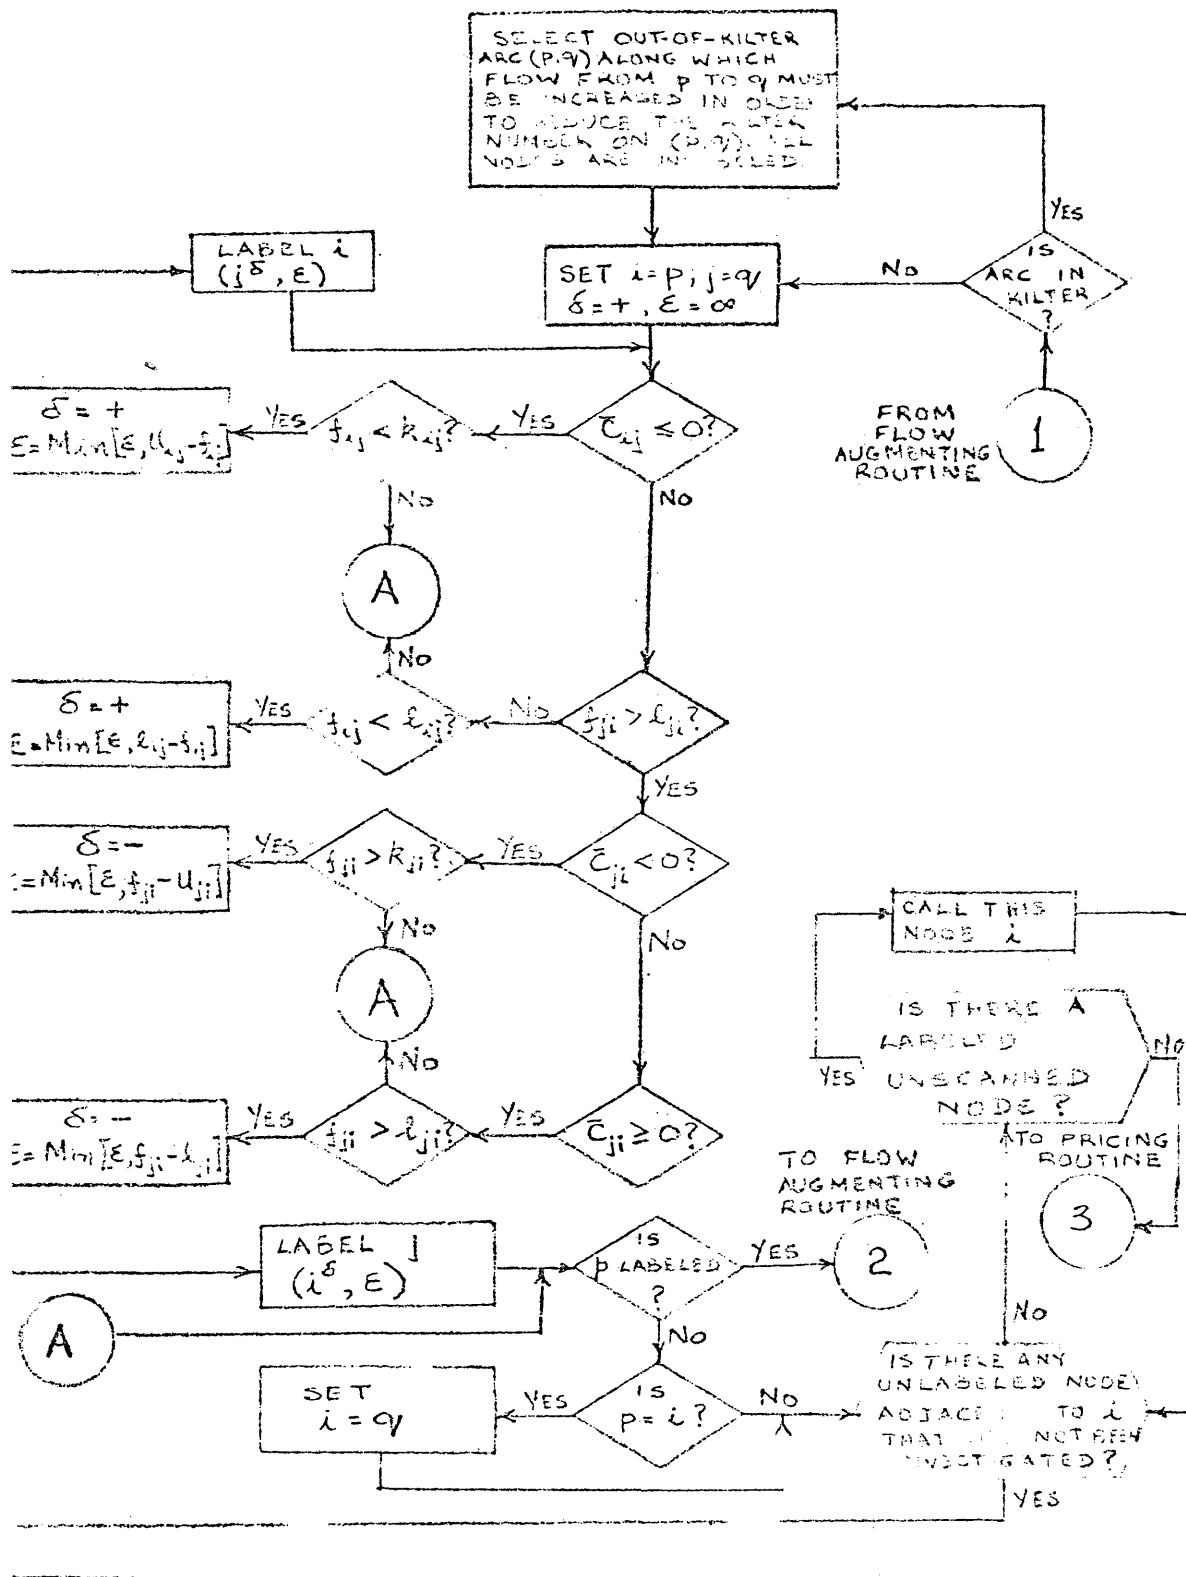 SELECT OUT-OF-KILTER
ARC (P,q) ALONG WHICH
FLOW FROM p TO q MUST
BE INCREASED IN ORDER
TO REDUCE THE KILTER
NUMBER ON (P,q). ALL
ARE
YES
LABEL i
(j^δ, ε)
SET i=p; j=q
δ=+, ε=∞
NO
IS
ARC IN
KILTER
?
δ=+
ε=Min[ε, U_ij-f_ij]
YES
f_ij < k_ij?
YES
c̄_ij ≤ 0?
FROM
FLOW
AUGMENTING
ROUTINE
1
NO
NO
A
NO
δ=+
ε=Min[ε, l_ij-f_ij]
YES
f_ij < l_ij?
NO
f_ji > l_ji?
YES
δ=-
=Min[ε, f_ji-U_ji]
YES
f_ji > k_ji?
YES
c̄_ji < 0?
NO
NO
A
CALL THIS
NODE i
IS THERE A
LABELED
UNSCANNED
NODE?
YES
NO
NO
δ=-
ε=Min[ε, f_ji-l_ji]
YES
f_ji > l_ji?
YES
c̄_ji ≥ 0?
TO PRICING
ROUTINE
3
TO FLOW
AUGMENTING
ROUTINE
LABEL j
(i^δ, ε)
IS
p LABELED
?
YES
2
A
NO
NO
SET
i=q
YES
IS
p=i?
NO
IS THERE ANY
UNLABELED NODE
TO i
THAT NOT BEEN
YES